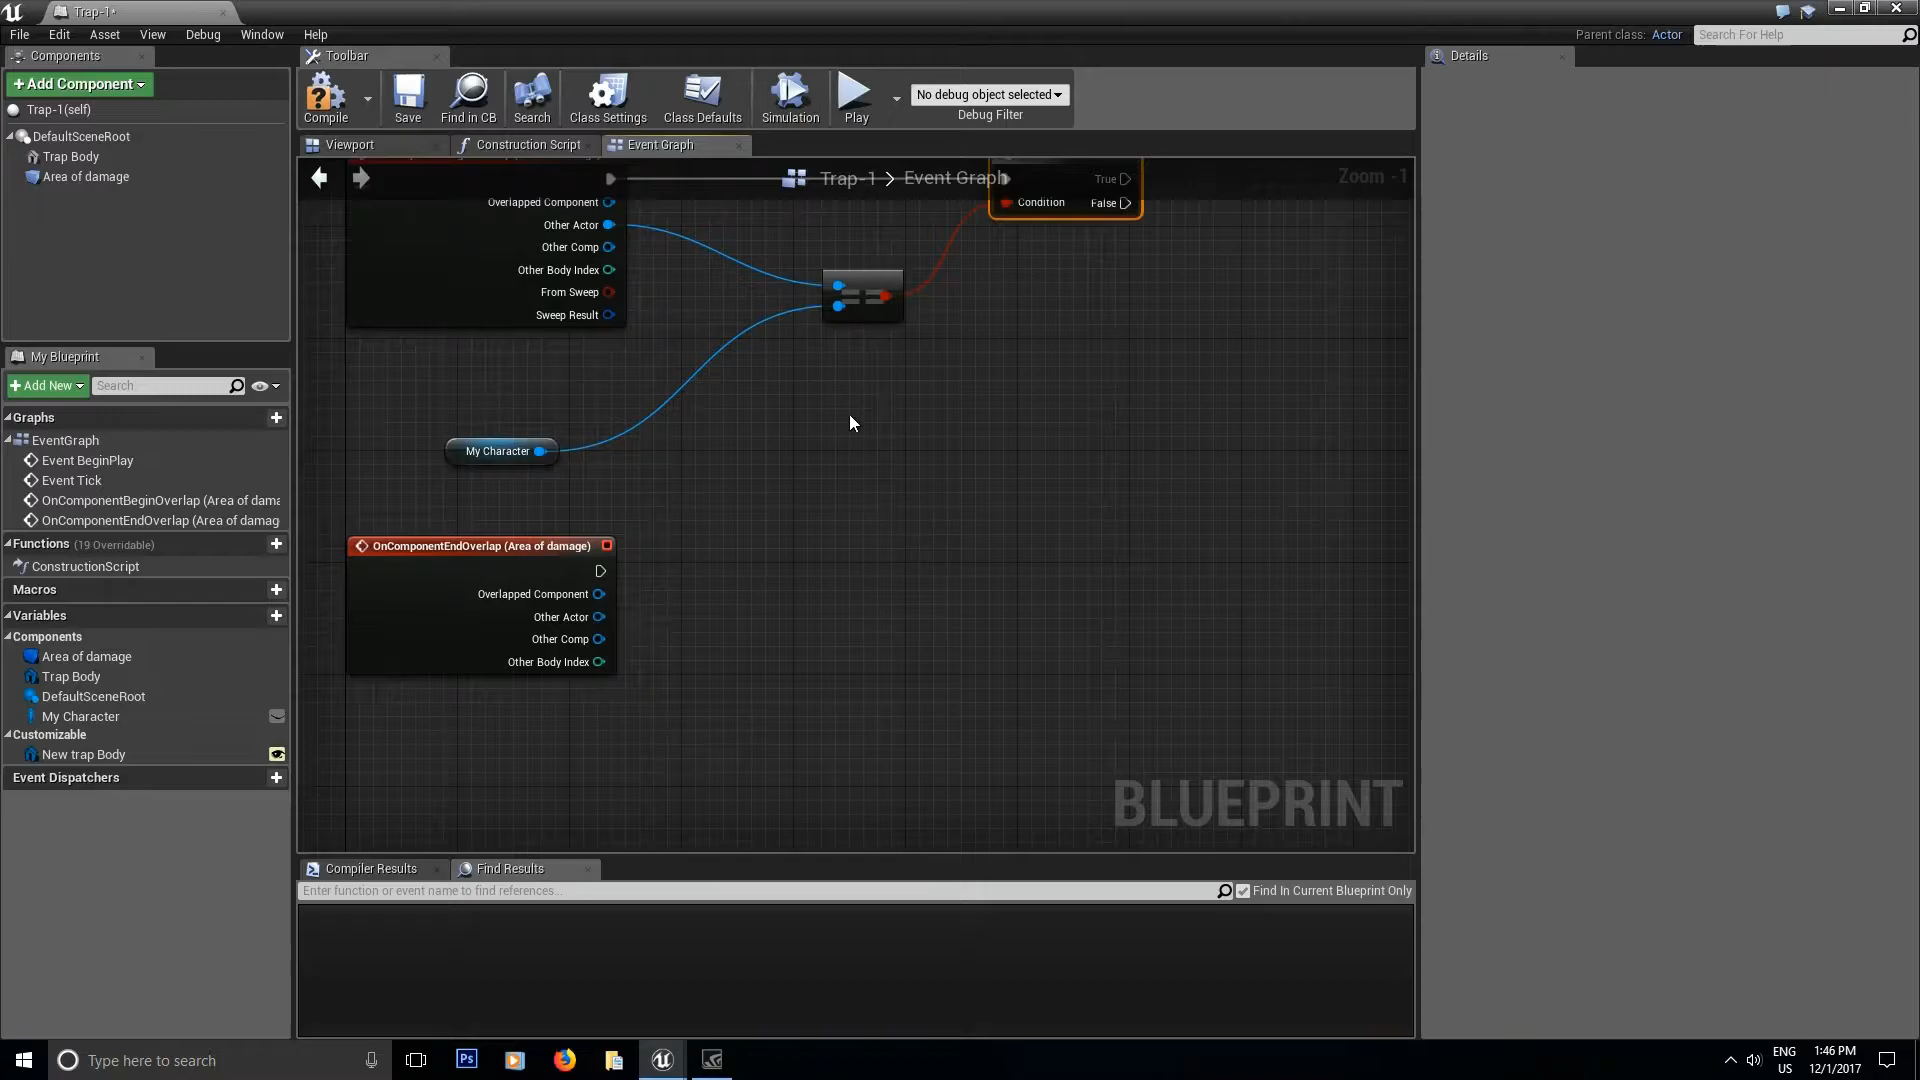 Trap-1*
File Edit Asset View Debug Window Help
Parent class: Actor
Search For Help
Components
Toolbar
Details
+ Add Component
Trap-1(self)
DefaultSceneRoot
Trap Body
Area of damage
Compile
Save
Find in CB
Search
Class Settings
Class Defaults
Simulation
Play
No debug object selected
Debug Filter
Viewport
Construction Script
Event Graph
Trap-1 > Event Graph
Zoom -1
Overlapped Component
Other Actor
Other Comp
Other Body Index
From Sweep
Sweep Result
True
Condition
False
==
My Character
OnComponentEndOverlap (Area of damage)
Overlapped Component
Other Actor
Other Comp
Other Body Index
BLUEPRINT
My Blueprint
+ Add New
Search
Graphs
EventGraph
Event BeginPlay
Event Tick
OnComponentBeginOverlap (Area of dama
OnComponentEndOverlap (Area of damag
Functions (19 Overridable)
ConstructionScript
Macros
Variables
Components
Area of damage
Trap Body
DefaultSceneRoot
My Character
Customizable
New trap Body
Event Dispatchers
Compiler Results
Find Results
Enter function or event name to find references...
Find In Current Blueprint Only
Type here to search
Ps
ENG
US
1:46 PM
12/1/2017